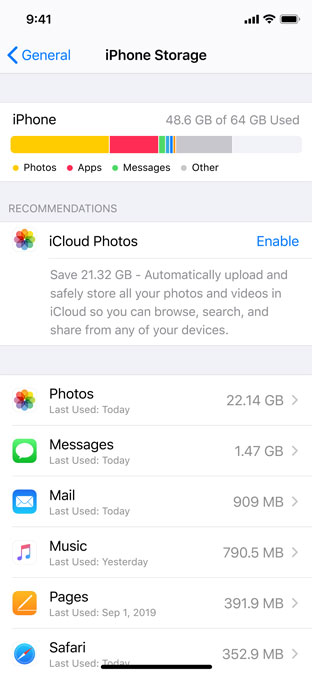 9:41
General
iPhone Storage
iPhone
48.6 GB of 64 GB Used
Photos Apps Messages Other
RECOMMENDATIONS
iCloud Photos
Enable
Save 21.32 GB - Automatically upload and
safely store all your photos and videos in
iCloud so you can browse, search, and
share from any of your devices.
Photos
Last Used: Today
22.14 GB
Messages
Last Used: Today
1.47 GB
Mail
Last Used: Today
909 MB
Music
Last Used: Yesterday
790.5 MB
Pages
Last Used: Sep 1, 2019
391.9 MB
Safari
Last Used: Today
352.9 MB